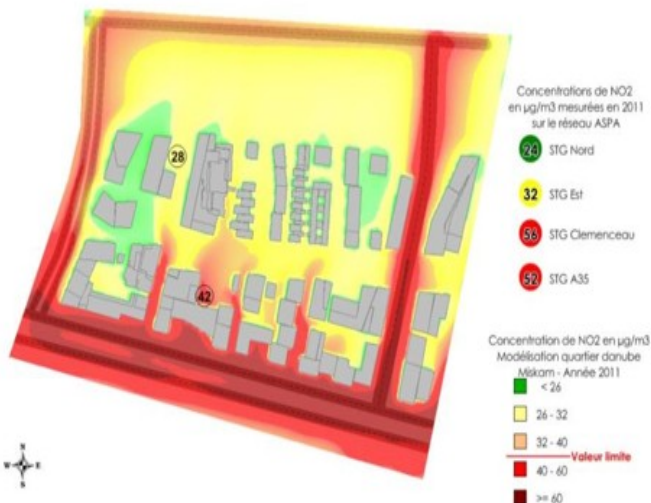 Concentrations de NO2
en µg/m3 mesurées en 2011
sur le réseau ASPA
24 STG Nord
32 STG Est
56 STG Clemenceau
52 STG A35
28
42
Concentration de NO2 en µg/m3
Modélisation quartier danube
Miskam - Année 2011
< 26
26 - 32
32 - 40
Valeur limite
40 - 60
>= 60
N
W E
S